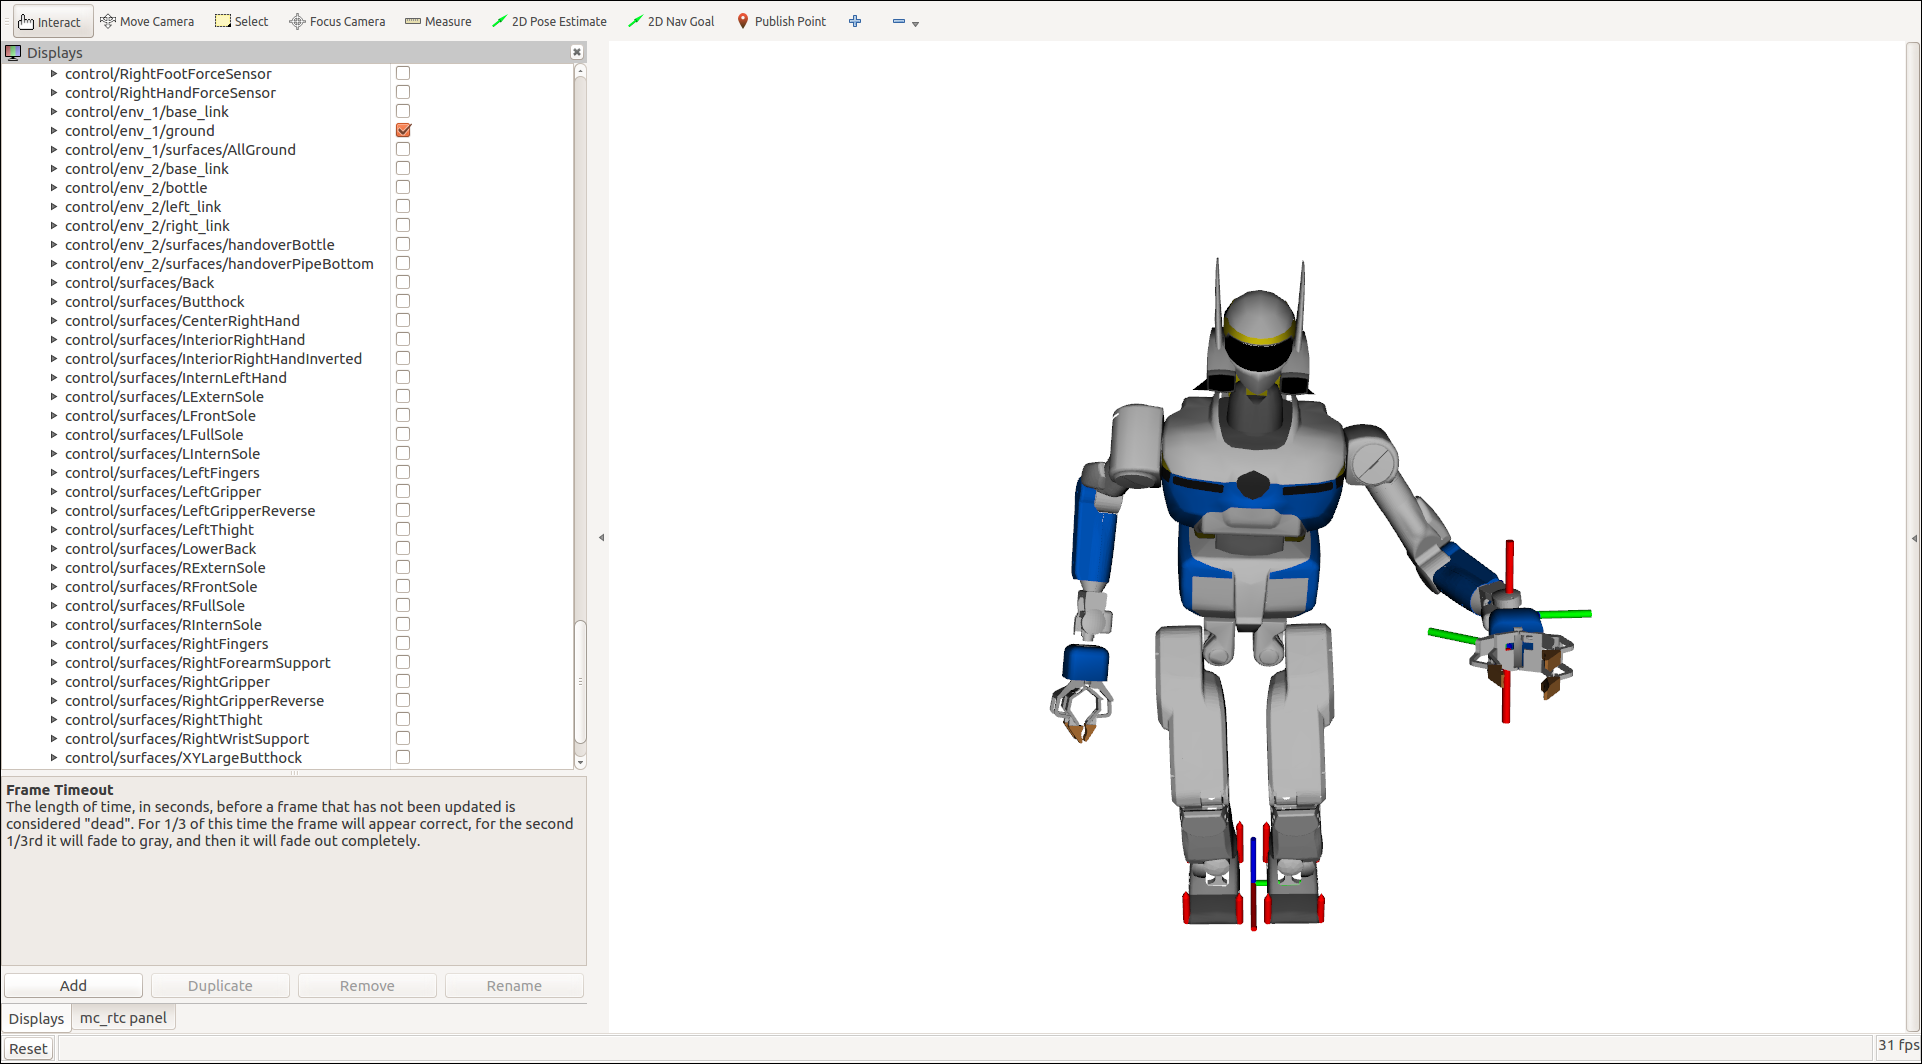 Interact Move Camera Select Focus Camera Measure 2D Pose Estimate 2D Nav Goal Publish Point
Displays
control/RightFootForceSensor
control/RightHandForceSensor
control/env_1/base_link
control/env_1/ground
control/env_1/surfaces/AllGround
control/env_2/base_link
control/env_2/bottle
control/env_2/left_link
control/env_2/right_link
control/env_2/surfaces/handoverBottle
control/env_2/surfaces/handoverPipeBottom
control/surfaces/Back
control/surfaces/Butthock
control/surfaces/CenterRightHand
control/surfaces/InteriorRightHand
control/surfaces/InteriorRightHandInverted
control/surfaces/InternLeftHand
control/surfaces/LExternSole
control/surfaces/LFrontSole
control/surfaces/LFullSole
control/surfaces/LInternSole
control/surfaces/LeftFingers
control/surfaces/LeftGripper
control/surfaces/LeftGripperReverse
control/surfaces/LeftThight
control/surfaces/LowerBack
control/surfaces/RExternSole
control/surfaces/RFrontSole
control/surfaces/RFullSole
control/surfaces/RInternSole
control/surfaces/RightFingers
control/surfaces/RightForearmSupport
control/surfaces/RightGripper
control/surfaces/RightGripperReverse
control/surfaces/RightThight
control/surfaces/RightWristSupport
control/surfaces/XYLargeButthock
Frame Timeout
The length of time, in seconds, before a frame that has not been updated is
considered "dead". For 1/3 of this time the frame will appear correct, for the second
1/3rd it will fade to gray, and then it will fade out completely.
Add Duplicate Remove Rename
Displays mc_rtc panel
Reset 31 fps